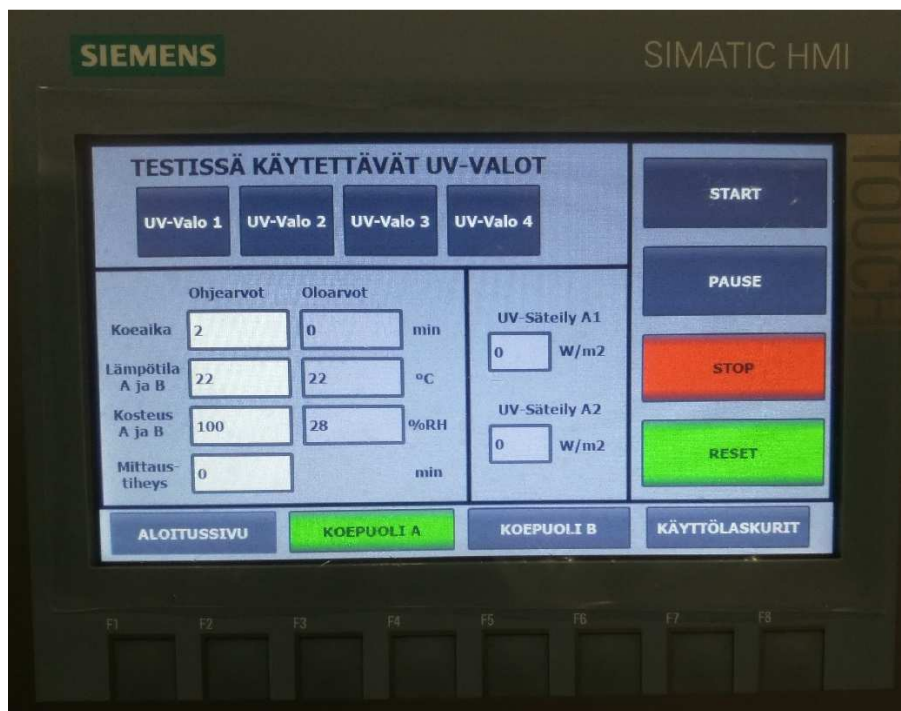 SIEMENS
SIMATIC HMI
TOUCH
TESTISSÄ KÄYTETTÄVÄT UV-VALOT
UV-Valo 1 UV-Valo 2 UV-Valo 3 UV-Valo 4
START
PAUSE
STOP
RESET
Ohjearvot Oloarvot
Koeaika 2 0 min
Lämpötila
A ja B 22 22 °C
Kosteus
A ja B 100 28 %RH
Mittaus-
tiheys 0 min
UV-Säteily A1
0 W/m2
UV-Säteily A2
0 W/m2
ALOITUSSIVU KOEPUOLI A KOEPUOLI B KÄYTTÖLASKURIT
F1 F2 F3 F4 F5 F6 F7 F8